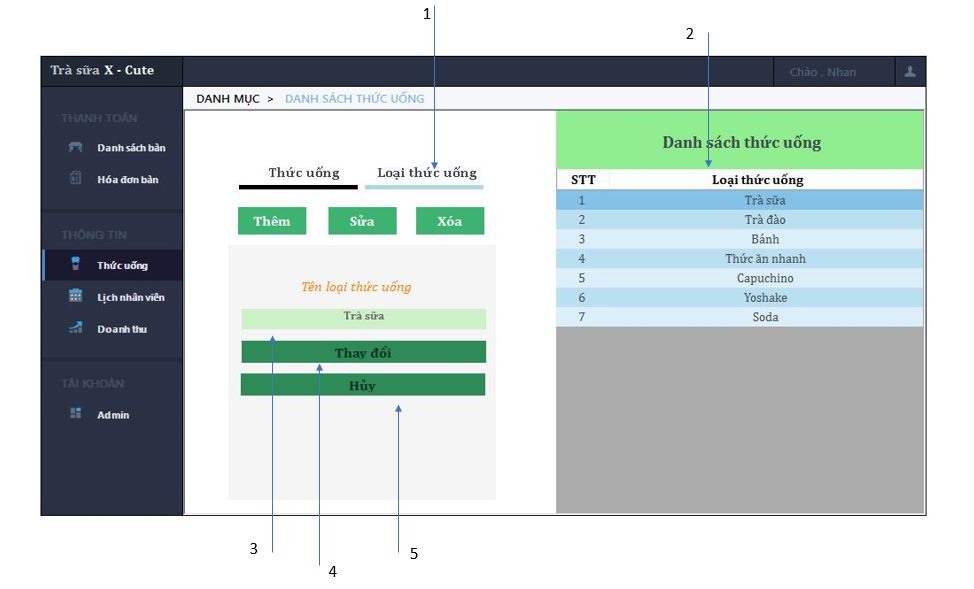 1
2
Trà sữa X - Cute
Chào , Nhan
DANH MỤC > DANH SÁCH THỨC UỐNG
THANH TOÁN
Danh sách bàn
Hóa đơn bàn
THÔNG TIN
Thức uống
Lịch nhân viên
Doanh thu
TÀI KHOẢN
Admin
Thức uống Loại thức uống
Thêm Sửa Xóa
Tên loại thức uống
Trà sữa
Thay đổi
Hủy
Danh sách thức uống
STT Loại thức uống
1 Trà sữa
2 Trà đào
3 Bánh
4 Thức ăn nhanh
5 Capuchino
6 Yoshake
7 Soda
3
4
5